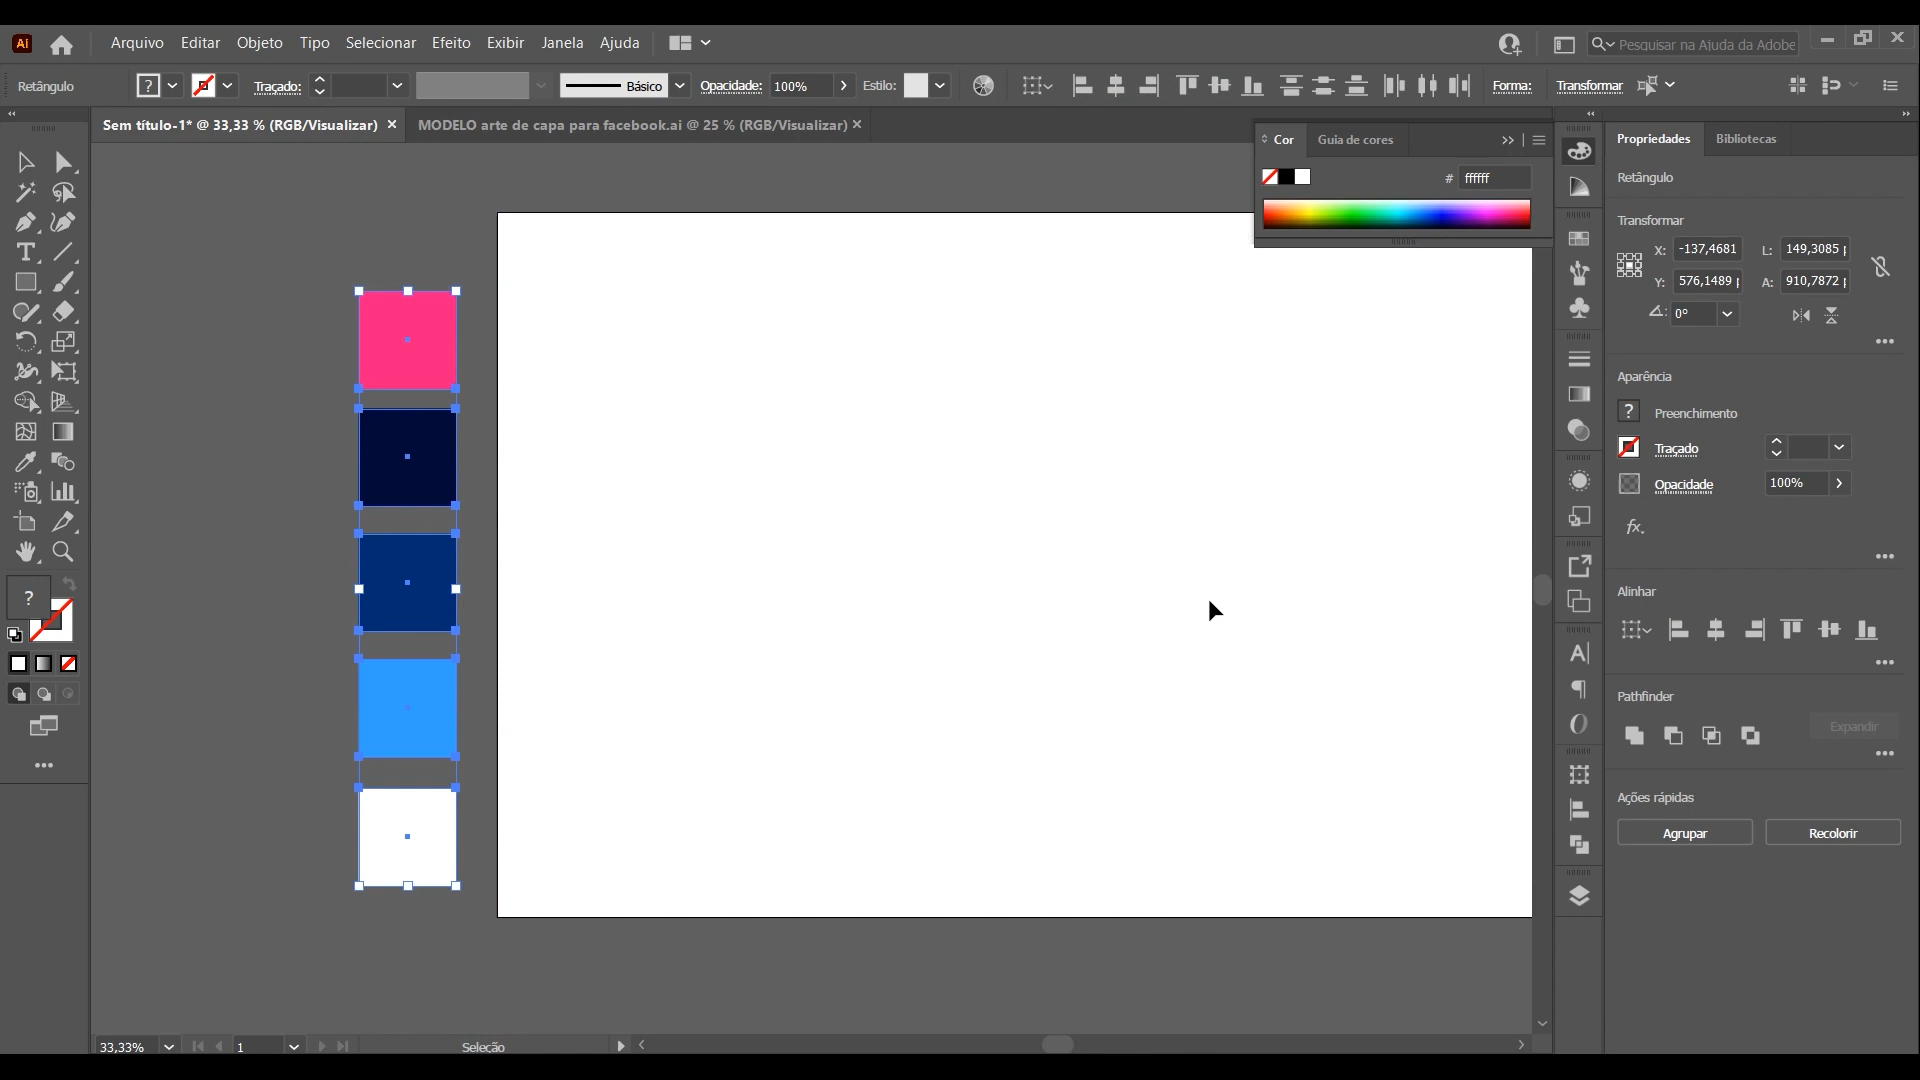 Ai
Arquivo Editar Objeto Tipo Selecionar Efeito Exibir Janela Ajuda
Pesquisar na Ajuda da Adobe
Retângulo
?
Traçado:
Básico
Opacidade:
100%
Estilo:
Forma:
Transformar
Sem título-1* @ 33,33 % (RGB/Visualizar)
MODELO arte de capa para facebook.ai @ 25 % (RGB/Visualizar)
Cor
Guia de cores
# ffffff
Propriedades
Bibliotecas
Retângulo
Transformar
X: -137,4681
L: 149,3085 p
Y: 576,1489 p
A: 910,7872 p
0°
Aparência
? Preenchimento
Traçado
Opacidade
100%
fx.
Alinhar
Pathfinder
Expandir
Ações rápidas
Agrupar
Recolorir
?
33,33%
1
Seleção